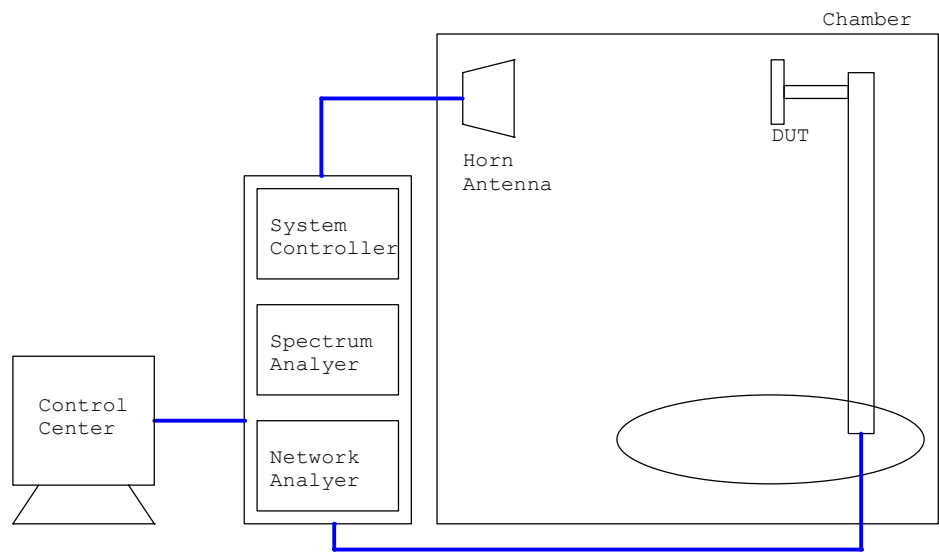 Chamber
DUT
Horn
Antenna
System
Controller
Spectrum
Analyer
Control
Center
Network
Analyer